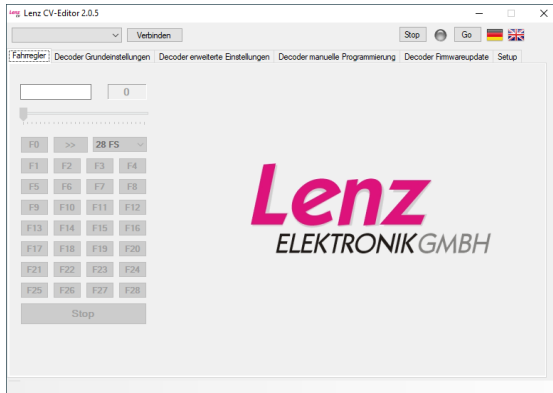 Lenz CV-Editor 2.0.5
Verbinden
Stop
Go
Fahrregler
Decoder Grundeinstellungen
Decoder erweiterte Einstellungen
Decoder manuelle Programmierung
Decoder Firmwareupdate
Setup
0
F0 >> 28 FS
F1 F2 F3 F4
F5 F6 F7 F8
F9 F10 F11 F12
F13 F14 F15 F16
F17 F18 F19 F20
F21 F22 F23 F24
F25 F26 F27 F28
Stop
Lenz
ELEKTRONIK GMBH